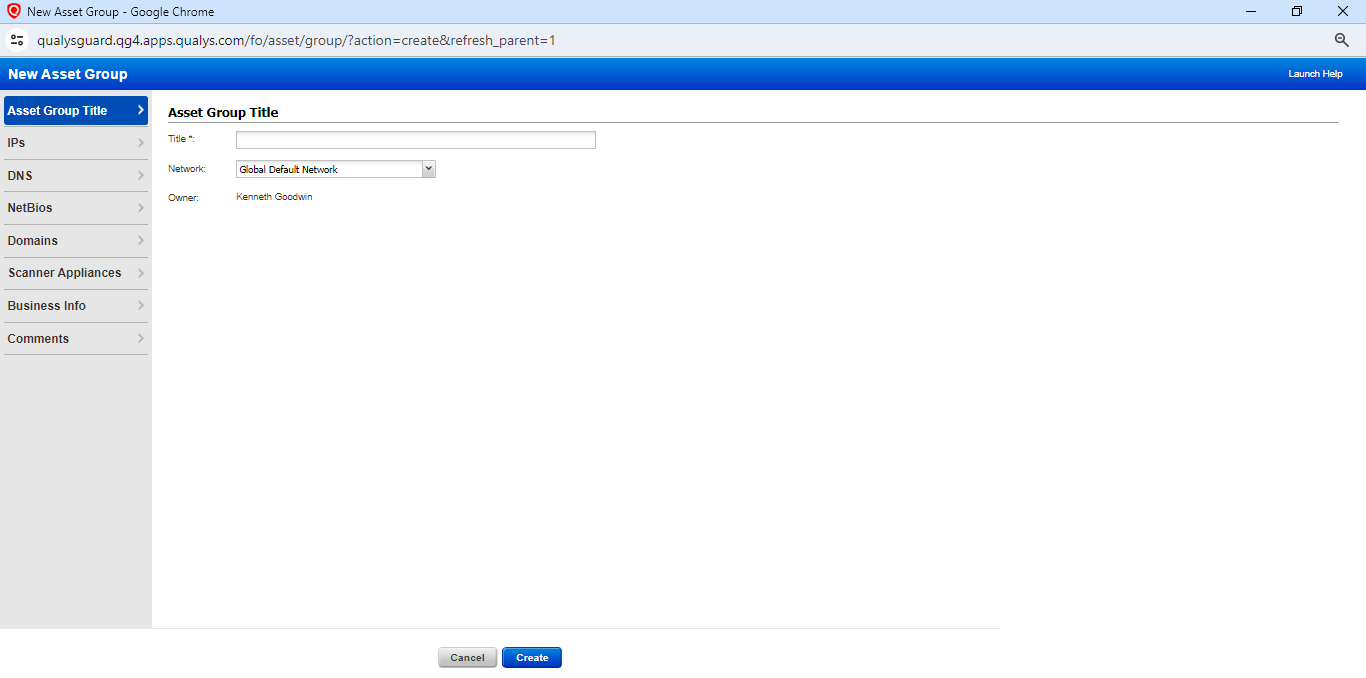 New Asset Group - Google Chrome
qualysguard.qg4.apps.qualys.com/fo/asset/group/?action=create&refresh_parent=1
New Asset Group
Launch Help
Asset Group Title
IPs
DNS
NetBios
Domains
Scanner Appliances
Business Info
Comments
Asset Group Title
Title *:
Network: Global Default Network
Owner: Kenneth Goodwin
Cancel Create